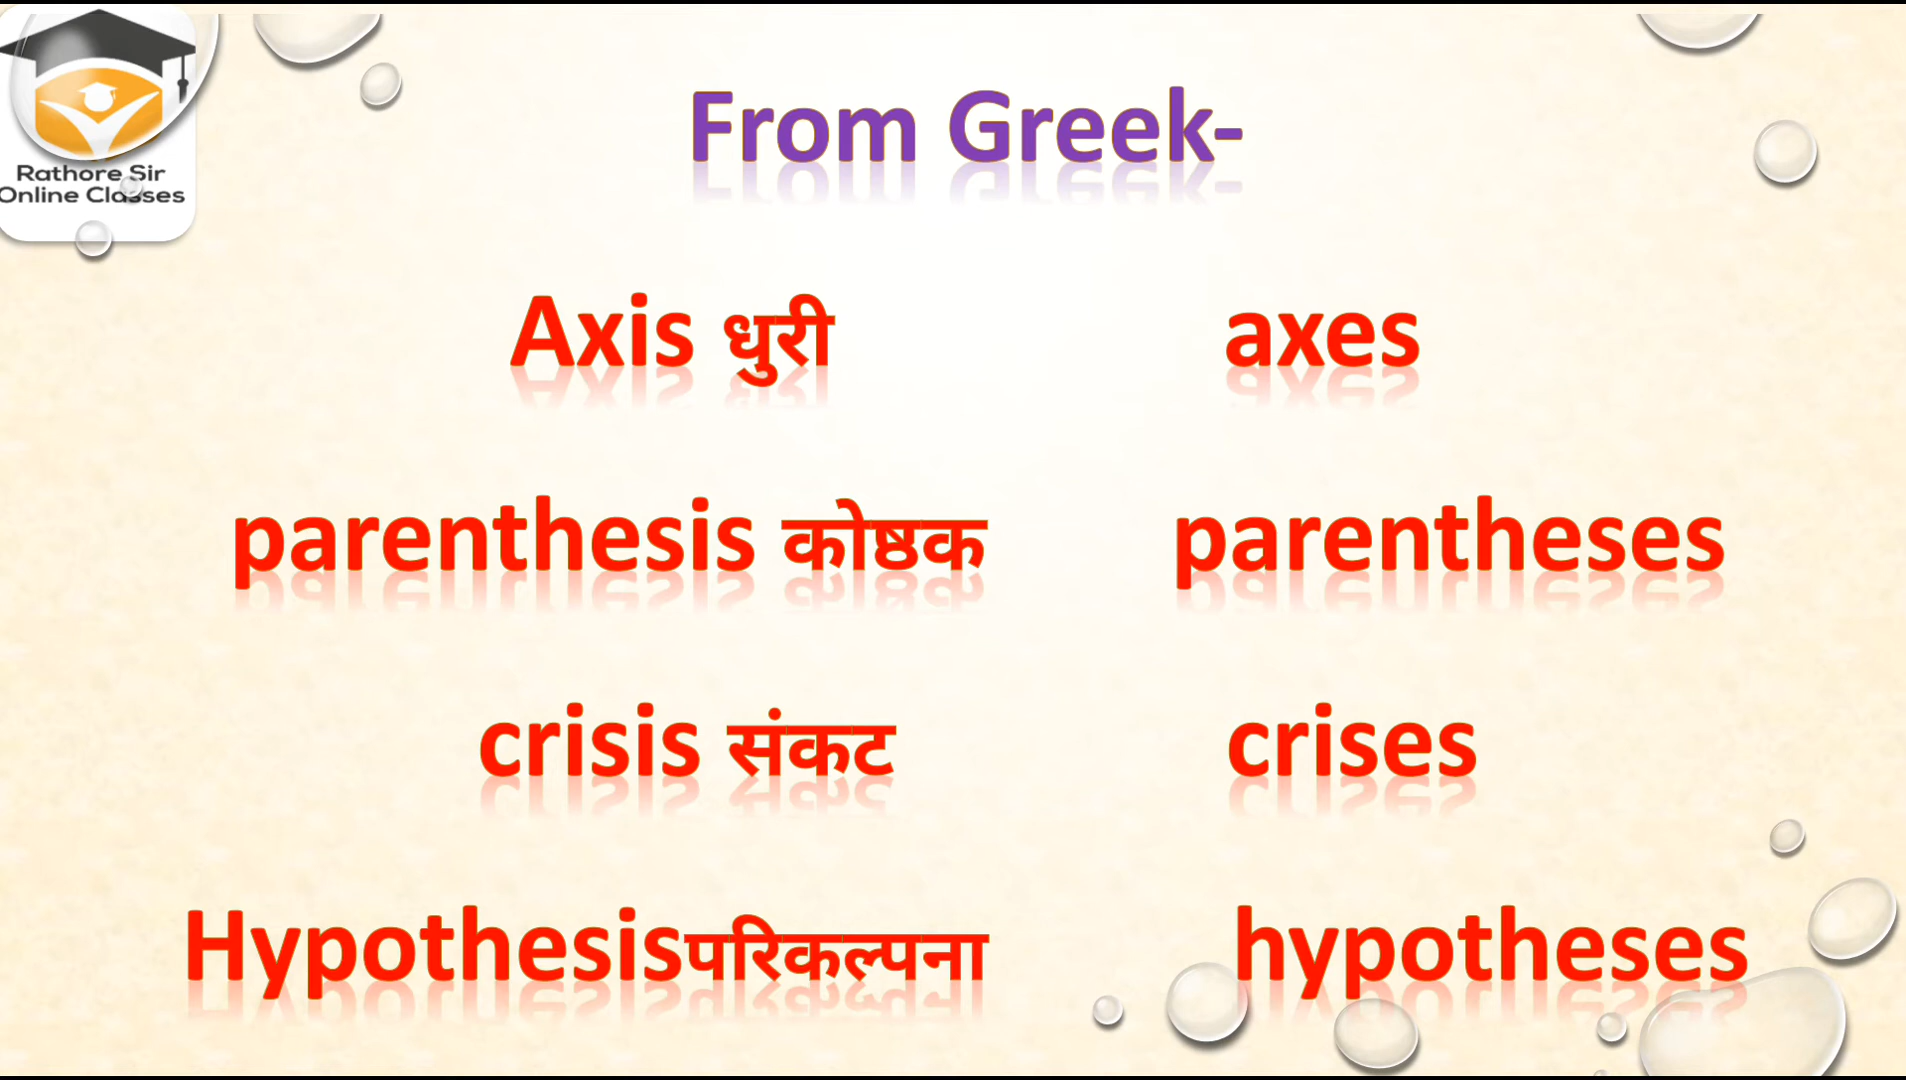 Rathore Sir
Online Classes
From Greek-
Axis धुरी axes
parenthesis कोष्ठक parentheses
crisis संकट crises
Hypothesisपरिकल्पना hypotheses